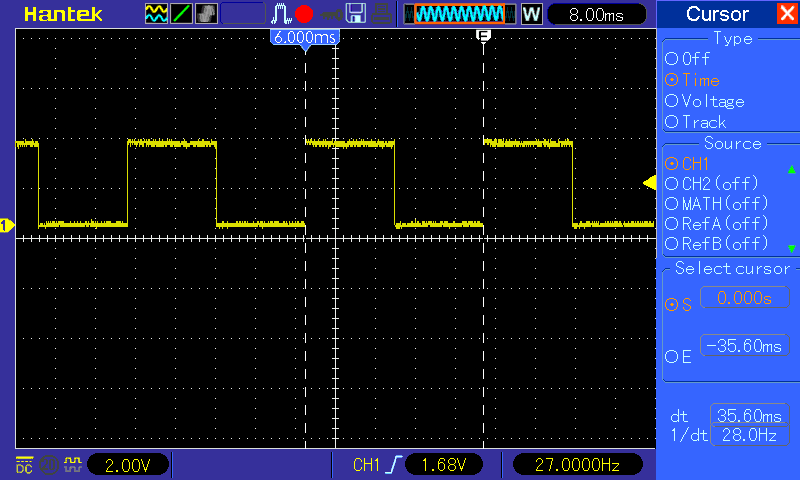 Hantek
W
8.00ms
Cursor
6.000ms
E
Type
Off
Time
Voltage
Track
Source
CH1
CH2(off)
MATH(off)
RefA(off)
RefB(off)
1
Select cursor
S
0.000s
E
-35.60ms
dt
35.60ms
1/dt
28.0Hz
DC
2.00V
CH1
1.68V
27.0000Hz